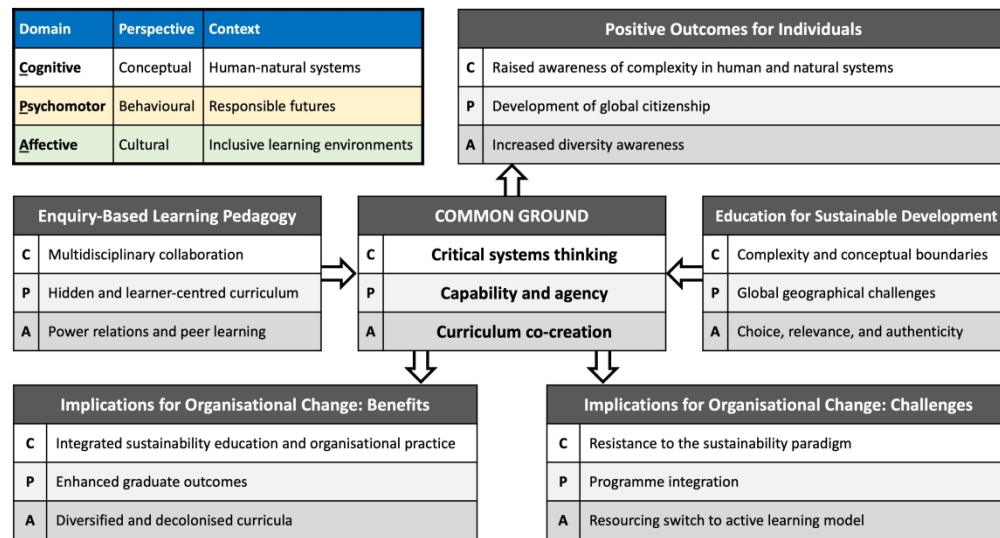 Domain Perspective Context
Cognitive Conceptual Human-natural systems
Psychomotor Behavioural Responsible futures
Affective Cultural Inclusive learning environments
Positive Outcomes for Individuals
C Raised awareness of complexity in human and natural systems
P Development of global citizenship
A Increased diversity awareness
Enquiry-Based Learning Pedagogy
C Multidisciplinary collaboration
P Hidden and learner-centred curriculum
A Power relations and peer learning
COMMON GROUND
C Critical systems thinking
P Capability and agency
A Curriculum co-creation
Education for Sustainable Development
C Complexity and conceptual boundaries
P Global geographical challenges
A Choice, relevance, and authenticity
Implications for Organisational Change: Benefits
C Integrated sustainability education and organisational practice
P Enhanced graduate outcomes
A Diversified and decolonised curricula
Implications for Organisational Change: Challenges
C Resistance to the sustainability paradigm
P Programme integration
A Resourcing switch to active learning model